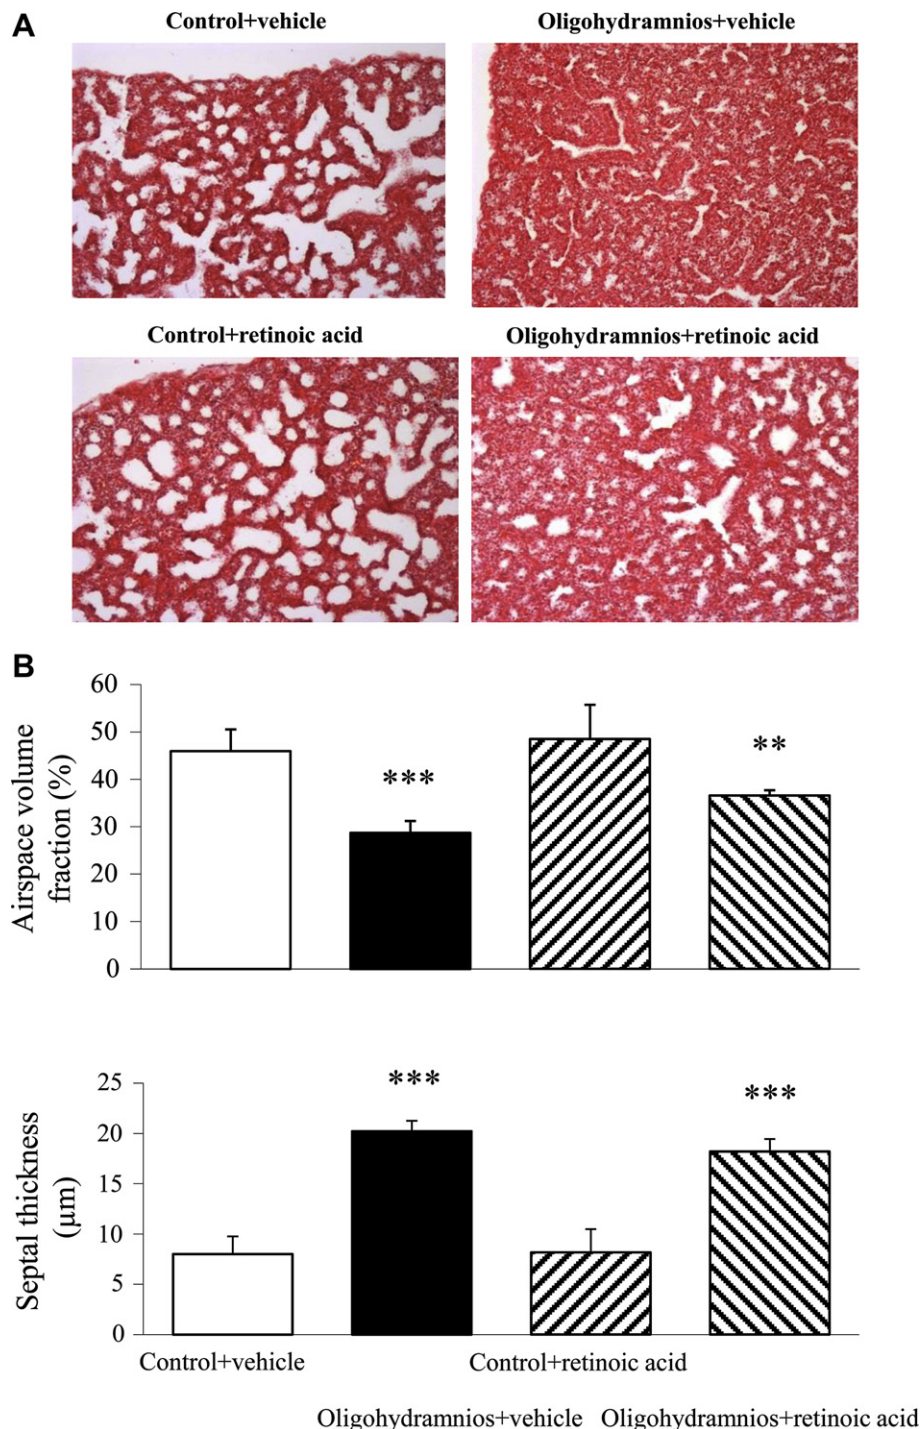 A
Control+vehicle
Oligohydramnios+vehicle
Control+retinoic acid
Oligohydramnios+retinoic acid
B
Airspace volume
fraction (%)
60
50
40
30
20
10
0
***
**
Septal thickness
(μm)
25
20
15
10
5
0
***
***
Control+vehicle
Control+retinoic acid
Oligohydramnios+vehicle
Oligohydramnios+retinoic acid